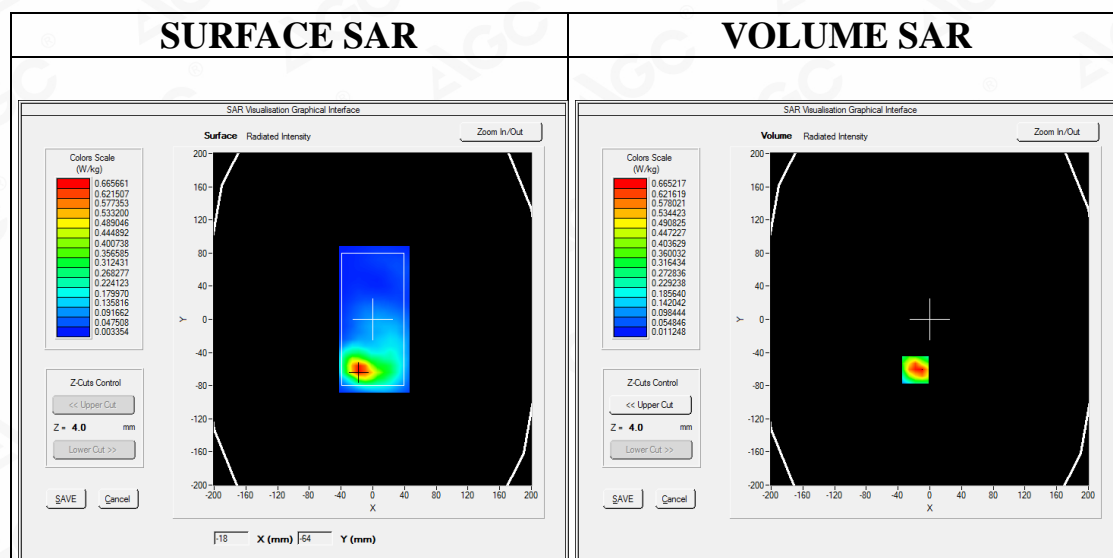 SURFACE SAR
VOLUME SAR
SAR Visualisation Graphical Interface
Surface Radiated Intensity
Zoom In/Out
Colors Scale
(W/kg)
0.665661
0.621507
0.577353
0.533200
0.489046
0.444892
0.400738
0.356585
0.312431
0.268277
0.224123
0.179970
0.135816
0.091662
0.047508
0.003354
Z-Cuts Control
<< Upper Cut
Z = 4.0 mm
Lower Cut >>
SAVE Cancel
200
160
120
80
40
0
-40
-80
-120
-160
-200
Y
-200 -160 -120 -80 -40 0 40 80 120 160 200
X
-18 X (mm) -64 Y (mm)
SAR Visualisation Graphical Interface
Volume Radiated Intensity
Zoom In/Out
Colors Scale
(W/kg)
0.665217
0.621619
0.578021
0.534423
0.490825
0.447227
0.403629
0.360032
0.316434
0.272836
0.229238
0.185640
0.142042
0.098444
0.054846
0.011248
Z-Cuts Control
<< Upper Cut
Z = 4.0 mm
Lower Cut >>
SAVE Cancel
200
160
120
80
40
0
-40
-80
-120
-160
-200
Y
-200 -160 -120 -80 -40 0 40 80 120 160 200
X
AGC